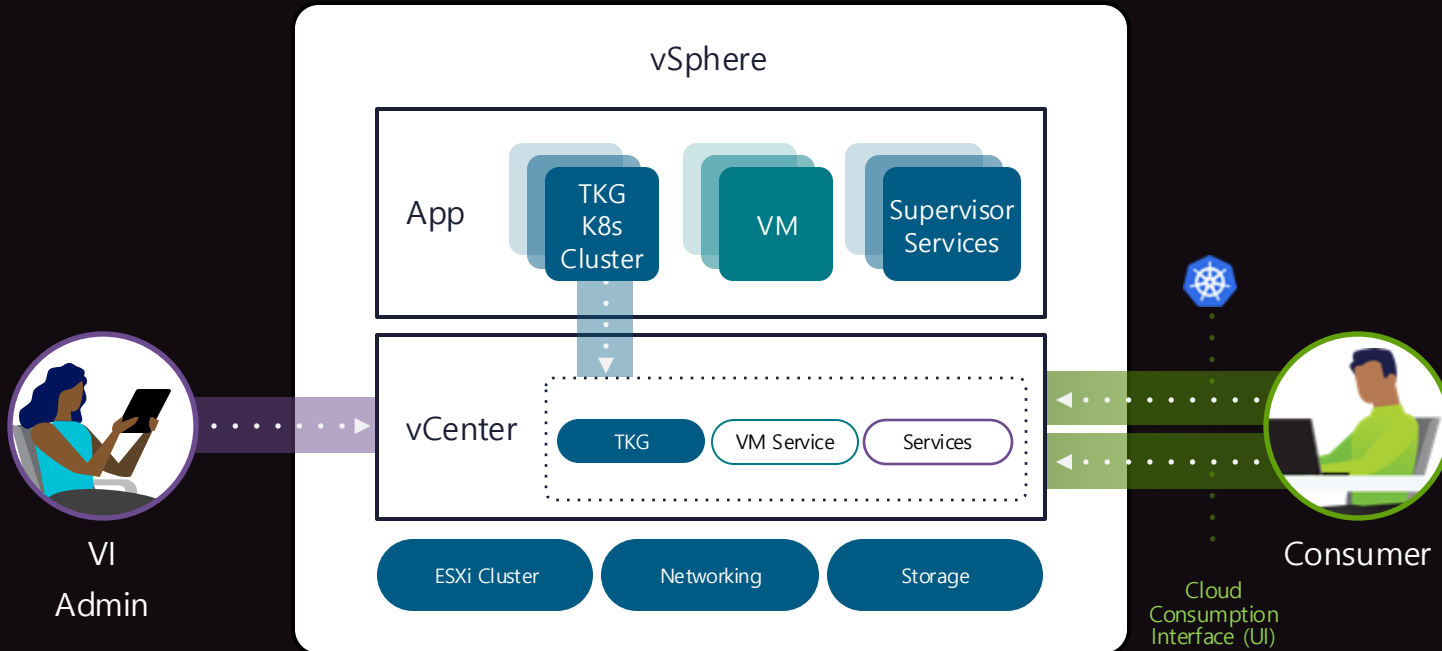 vSphere
App
TKG
K8s
Cluster
VM
Supervisor
Services
vCenter
TKG
VM Service
Services
ESXi Cluster
Networking
Storage
VI
Admin
Consumer
Cloud
Consumption
Interface (UI)